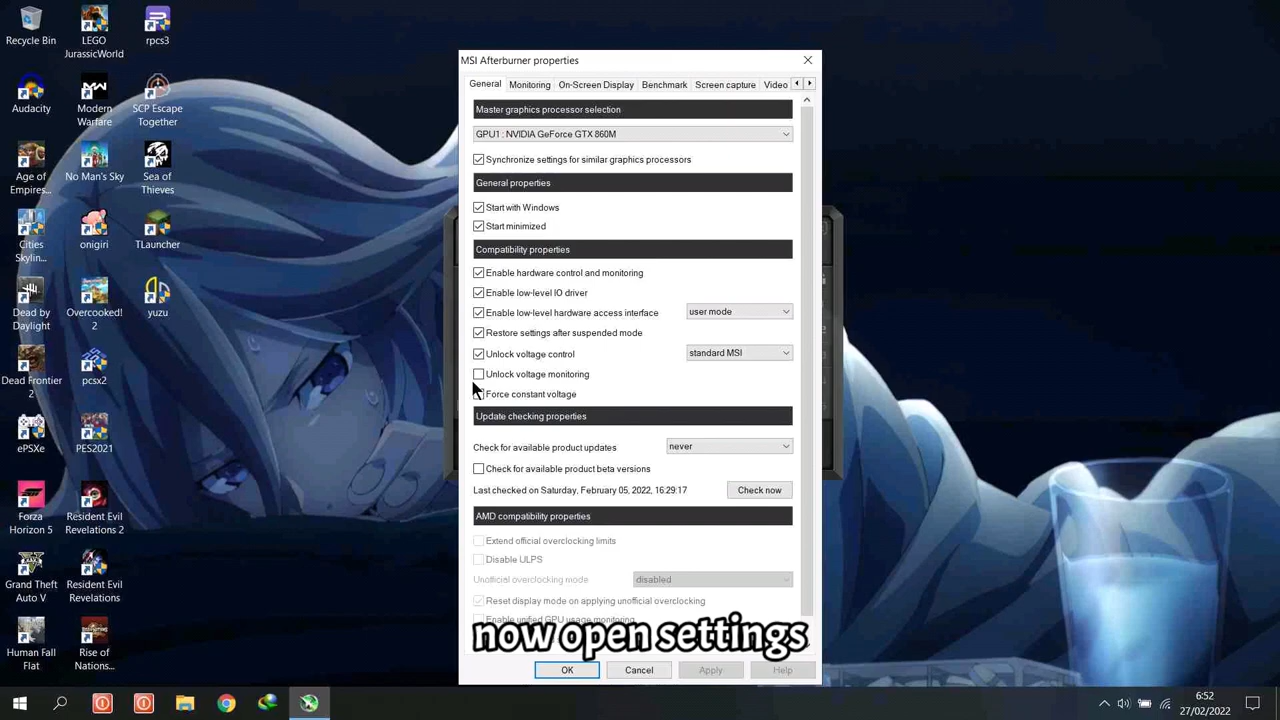 Recycle Bin
LEGO Jurassic ...
rpcs3
Audacity
Modern Warfare
SCP Escape Together
Age of Empires...
No Man's Sky
Sea of Thieves
Cities Skylin...
onigiri
TLauncher
Dead by Daylight
Overcooked! 2
yuzu
Dead Frontier 2
pcsx2
ePSXe
PES2021
Forza Horizon 5
Resident Evil Revelations 2
Grand Theft Auto V
Resident Evil Revelations
Human Fall Flat
Rise of Nations...
MSI Afterburner properties
General
Monitoring
On-Screen Display
Benchmark
Screen capture
Video
Master graphics processor selection
GPU1 : NVIDIA GeForce GTX 860M
Synchronize settings for similar graphics processors
General properties
Start with Windows
Start minimized
Compatibility properties
Enable hardware control and monitoring
Enable low-level IO driver
Enable low-level hardware access interface
user mode
Restore settings after suspended mode
Unlock voltage control
standard MSI
Unlock voltage monitoring
Force constant voltage
Update checking properties
Check for available product updates
never
Check for available product beta versions
Last checked on Saturday, February 05, 2022, 16:29:17
Check now
AMD compatibility properties
Extend official overclocking limits
Disable ULPS
Unofficial overclocking mode
disabled
Reset display mode on applying unofficial overclocking
Enable unified GPU usage monitoring
now open settings
OK
Cancel
Apply
Help
6:52
27/02/2022